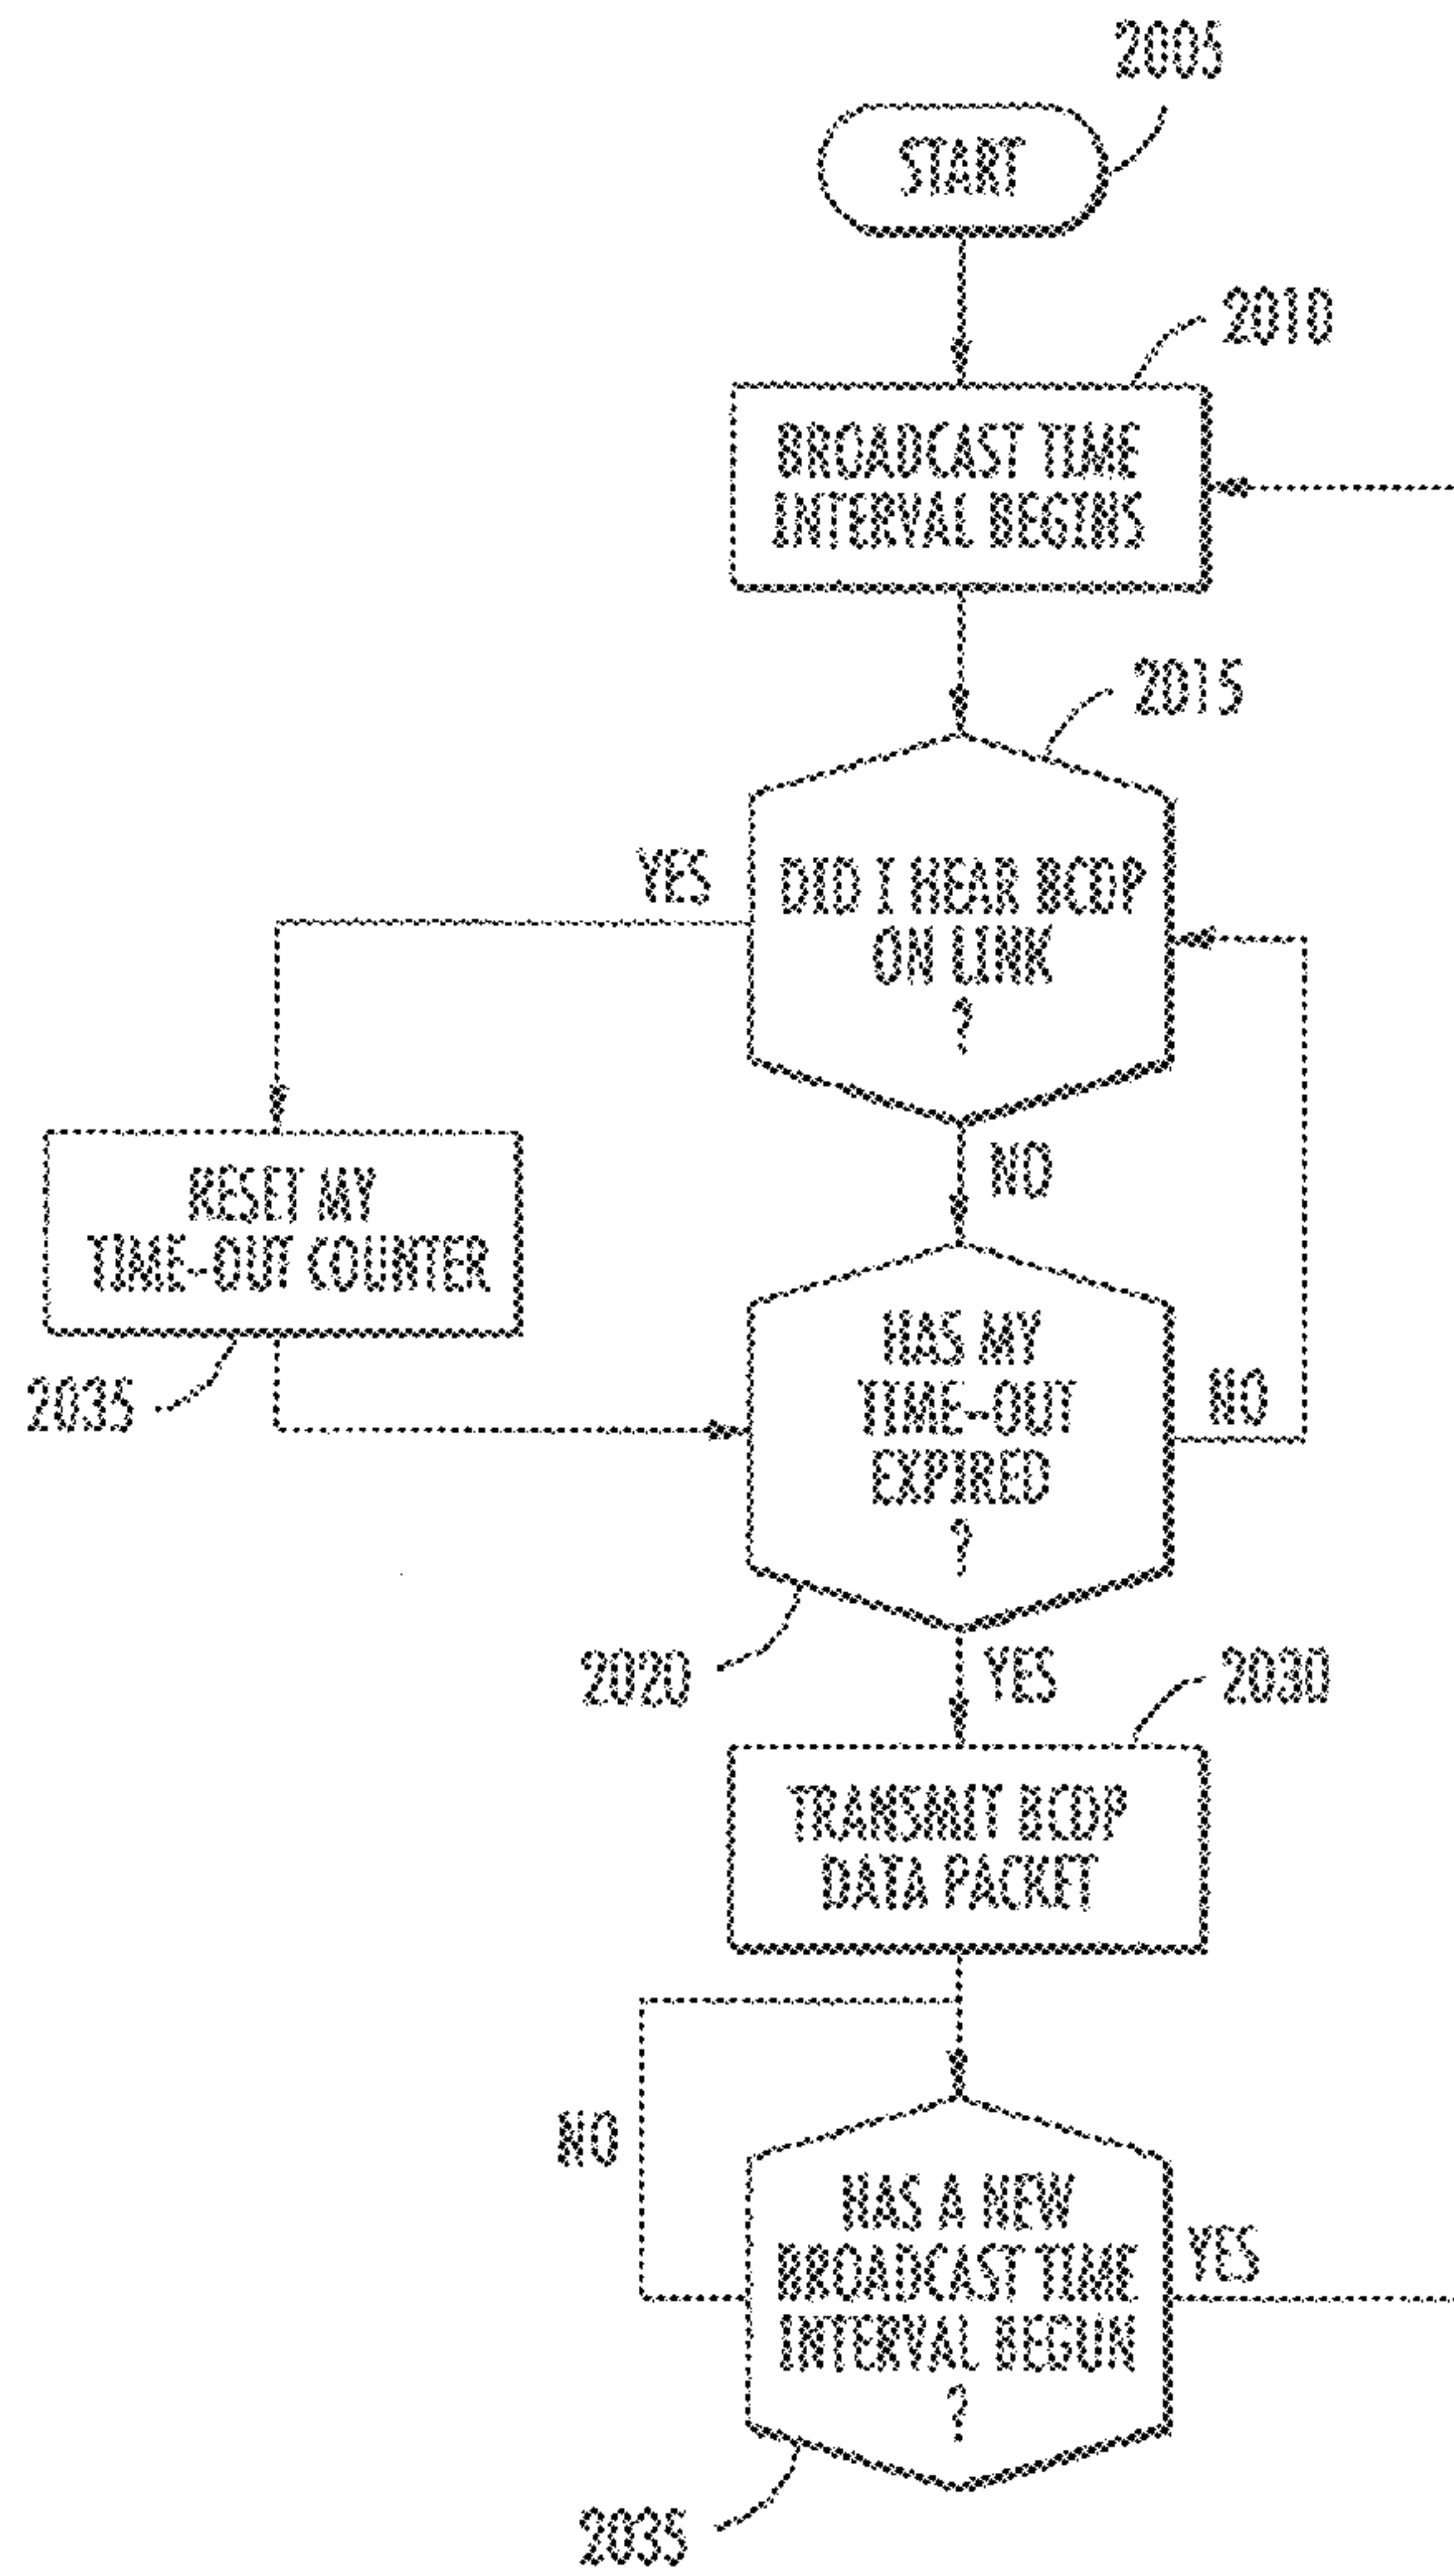 2005
START
2010
BROADCAST TIME
INTERVAL BEGINS
2015
YES
DID I HEAR BCDP
ON LINK
?
NO
RESET MY
TIME-OUT COUNTER
2035
HAS MY
TIME-OUT
EXPIRED
?
NO
2020
YES
2030
TRANSMIT BCDP
DATA PACKET
NO
HAS A NEW
BROADCAST TIME
INTERVAL BEGUN
?
YES
2035